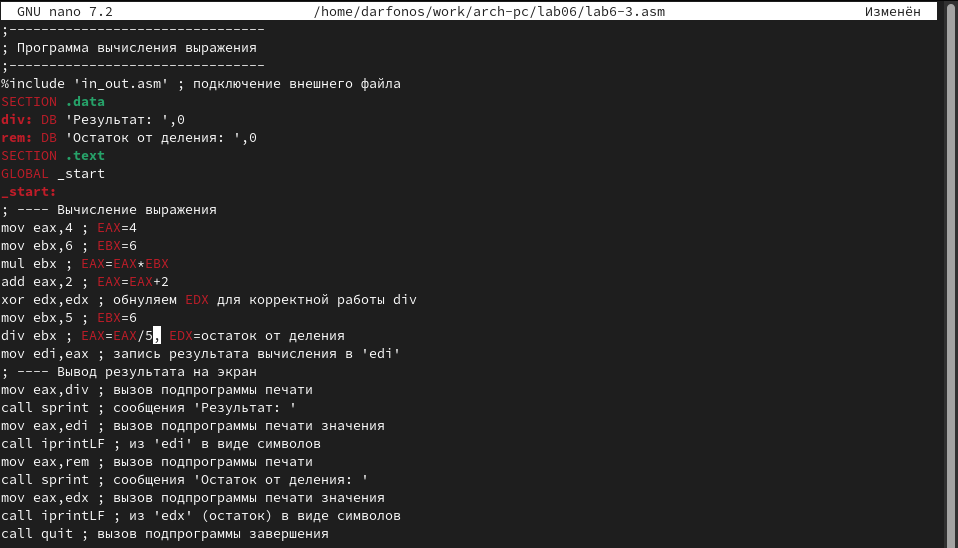 GNU nano 7.2 /home/darfonos/work/arch-pc/lab06/lab6-3.asm Изменён
;--------------------------------
; Программа вычисления выражения
;--------------------------------
%include 'in_out.asm' ; подключение внешнего файла
SECTION .data
div: DB 'Результат: ',0
rem: DB 'Остаток от деления: ',0
SECTION .text
GLOBAL _start
_start:
; ---- Вычисление выражения
mov eax,4 ; EAX=4
mov ebx,6 ; EBX=6
mul ebx ; EAX=EAX*EBX
add eax,2 ; EAX=EAX+2
xor edx,edx ; обнуляем EDX для корректной работы div
mov ebx,5 ; EBX=6
div ebx ; EAX=EAX/5, EDX=остаток от деления
mov edi,eax ; запись результата вычисления в 'edi'
; ---- Вывод результата на экран
mov eax,div ; вызов подпрограммы печати
call sprint ; сообщения 'Результат: '
mov eax,edi ; вызов подпрограммы печати значения
call iprintLF ; из 'edi' в виде символов
mov eax,rem ; вызов подпрограммы печати
call sprint ; сообщения 'Остаток от деления: '
mov eax,edx ; вызов подпрограммы печати значения
call iprintLF ; из 'edx' (остаток) в виде символов
call quit ; вызов подпрограммы завершения